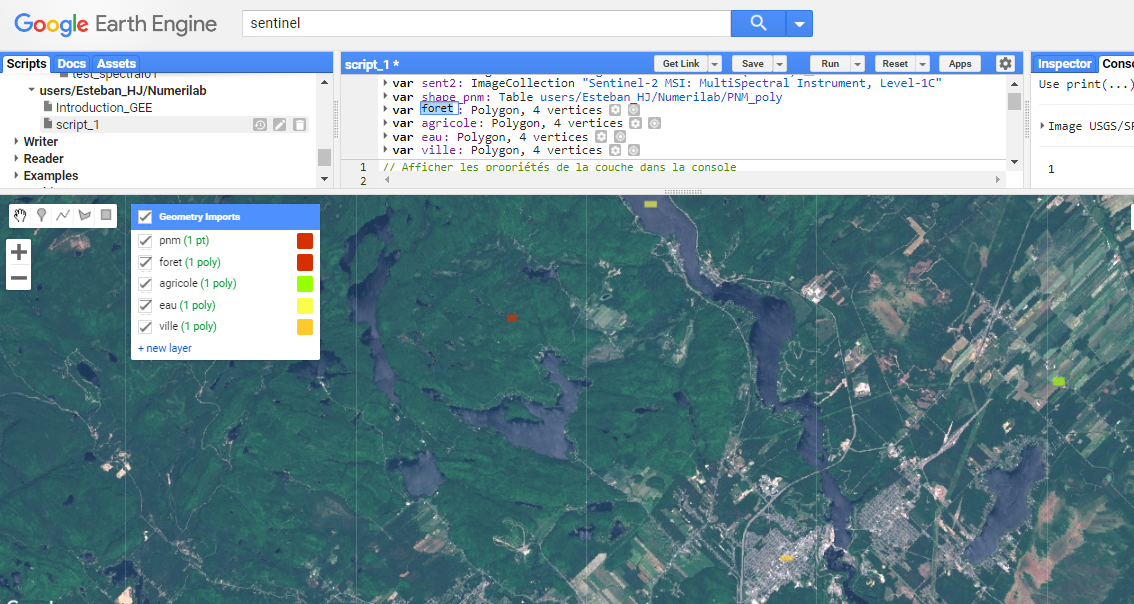 Google Earth Engine
sentinel
Scripts Docs Assets
test_spectral01
users/Esteban_HJ/Numerilab
Introduction_GEE
script_1
Writer
Reader
Examples
script_1 *
Get Link Save Run Reset Apps
var sent2: ImageCollection "Sentinel-2 MSI: MultiSpectral Instrument, Level-1C"
var shape_pnm: Table users/Esteban_HJ/Numerilab/PNM_poly
foret: Polygon, 4 vertices
var agricole: Polygon, 4 vertices
var eau: Polygon, 4 vertices
var ville: Polygon, 4 vertices
1 // Afficher les propriétés de la couche dans la console
2
Inspector Conso
Use print(...)
Image USGS/SR
1
Geometry Imports
pnm (1 pt)
foret (1 poly)
agricole (1 poly)
eau (1 poly)
ville (1 poly)
+ new layer